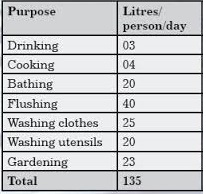 Purpose Litres/
person/day
Drinking 03
Cooking 04
Bathing 20
Flushing 40
Washing clothes 25
Washing utensils 20
Gardening 23
Total 135